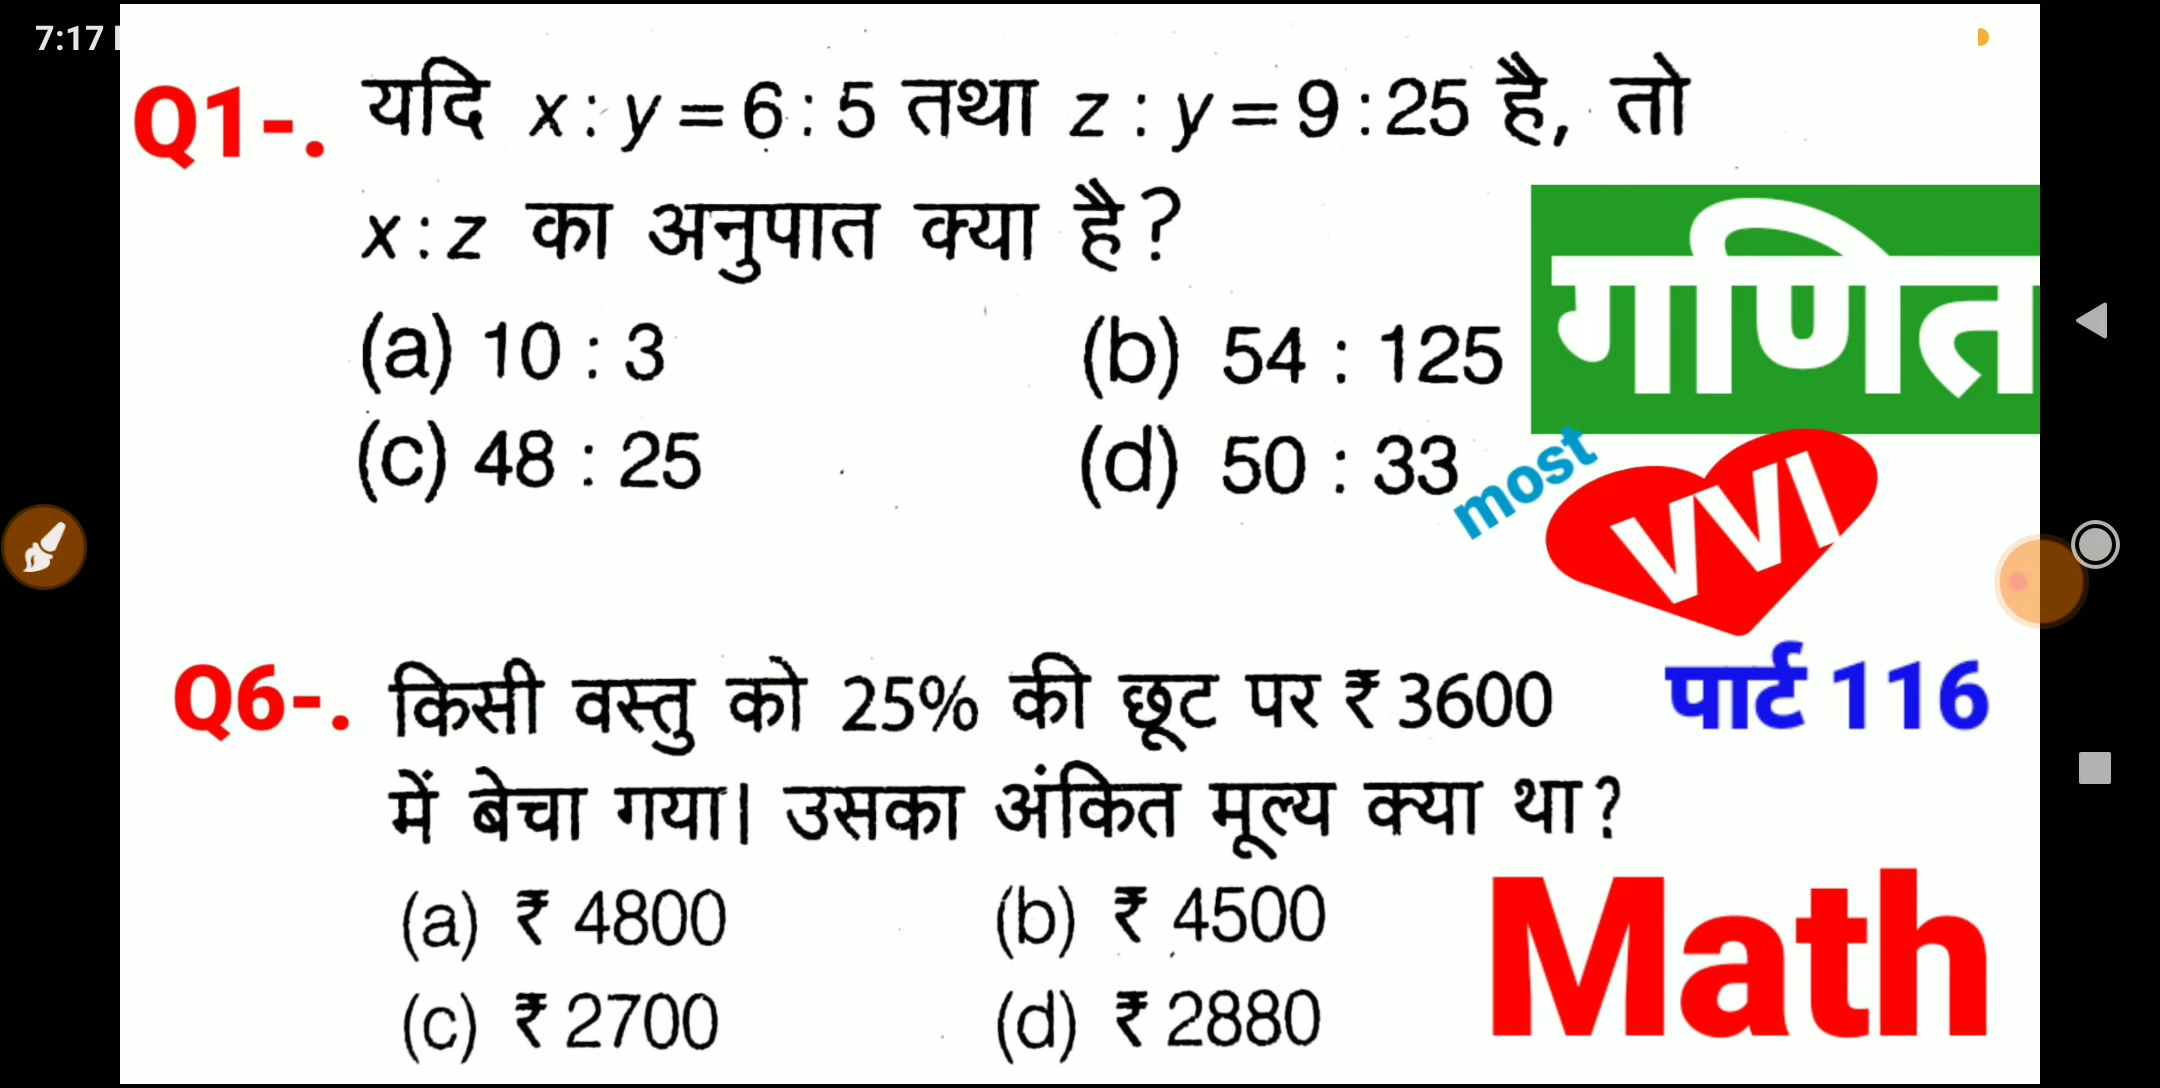 7:17
Q1-. यदि x : y = 6 : 5 तथा z : y = 9 : 25 है, तो
x : z का अनुपात क्या है?
(a) 10 : 3 (b) 54 : 125
(c) 48 : 25 (d) 50 : 33
गणित
most
VVI
Q6-. किसी वस्तु को 25% की छूट पर ₹ 3600
में बेचा गया। उसका अंकित मूल्य क्या था?
(a) ₹ 4800 (b) ₹ 4500
(c) ₹ 2700 (d) ₹ 2880
पार्ट 116
Math